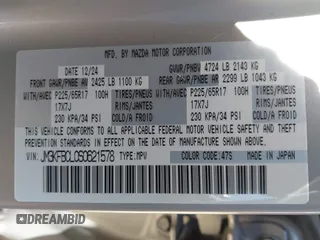 MFD. BY MAZDA MOTOR CORPORATION
DATE 12/24 GVWR/PNBV 4724 LB 2143 KG
FRONT GAWR/PNBE AV 2425 LB 1100 KG REAR GAWR/PNBE AR 2299 LB 1043 KG
WITH/AVEC P225/65R17 100H TIRES/PNEUS WITH/AVEC P225/65R17 100H TIRES/PNEUS
17X7J RIMS/JANTES 17X7J RIMS/JANTES
230 KPA/34 PSI COLD/A FROID 230 KPA/34 PSI COLD/A FROID
THIS VEHICLE CONFORMS TO ALL APPLICABLE U.S. FEDERAL
MOTOR VEHICLE SAFETY STANDARDS IN EFFECT ON THE
DATE OF MANUFACTURE SHOWN ABOVE.
JM3KFBCL0S0621578 TYPE:MPV
COLOR CODE:47S MADE IN JAPAN
AutoHelperBot.com